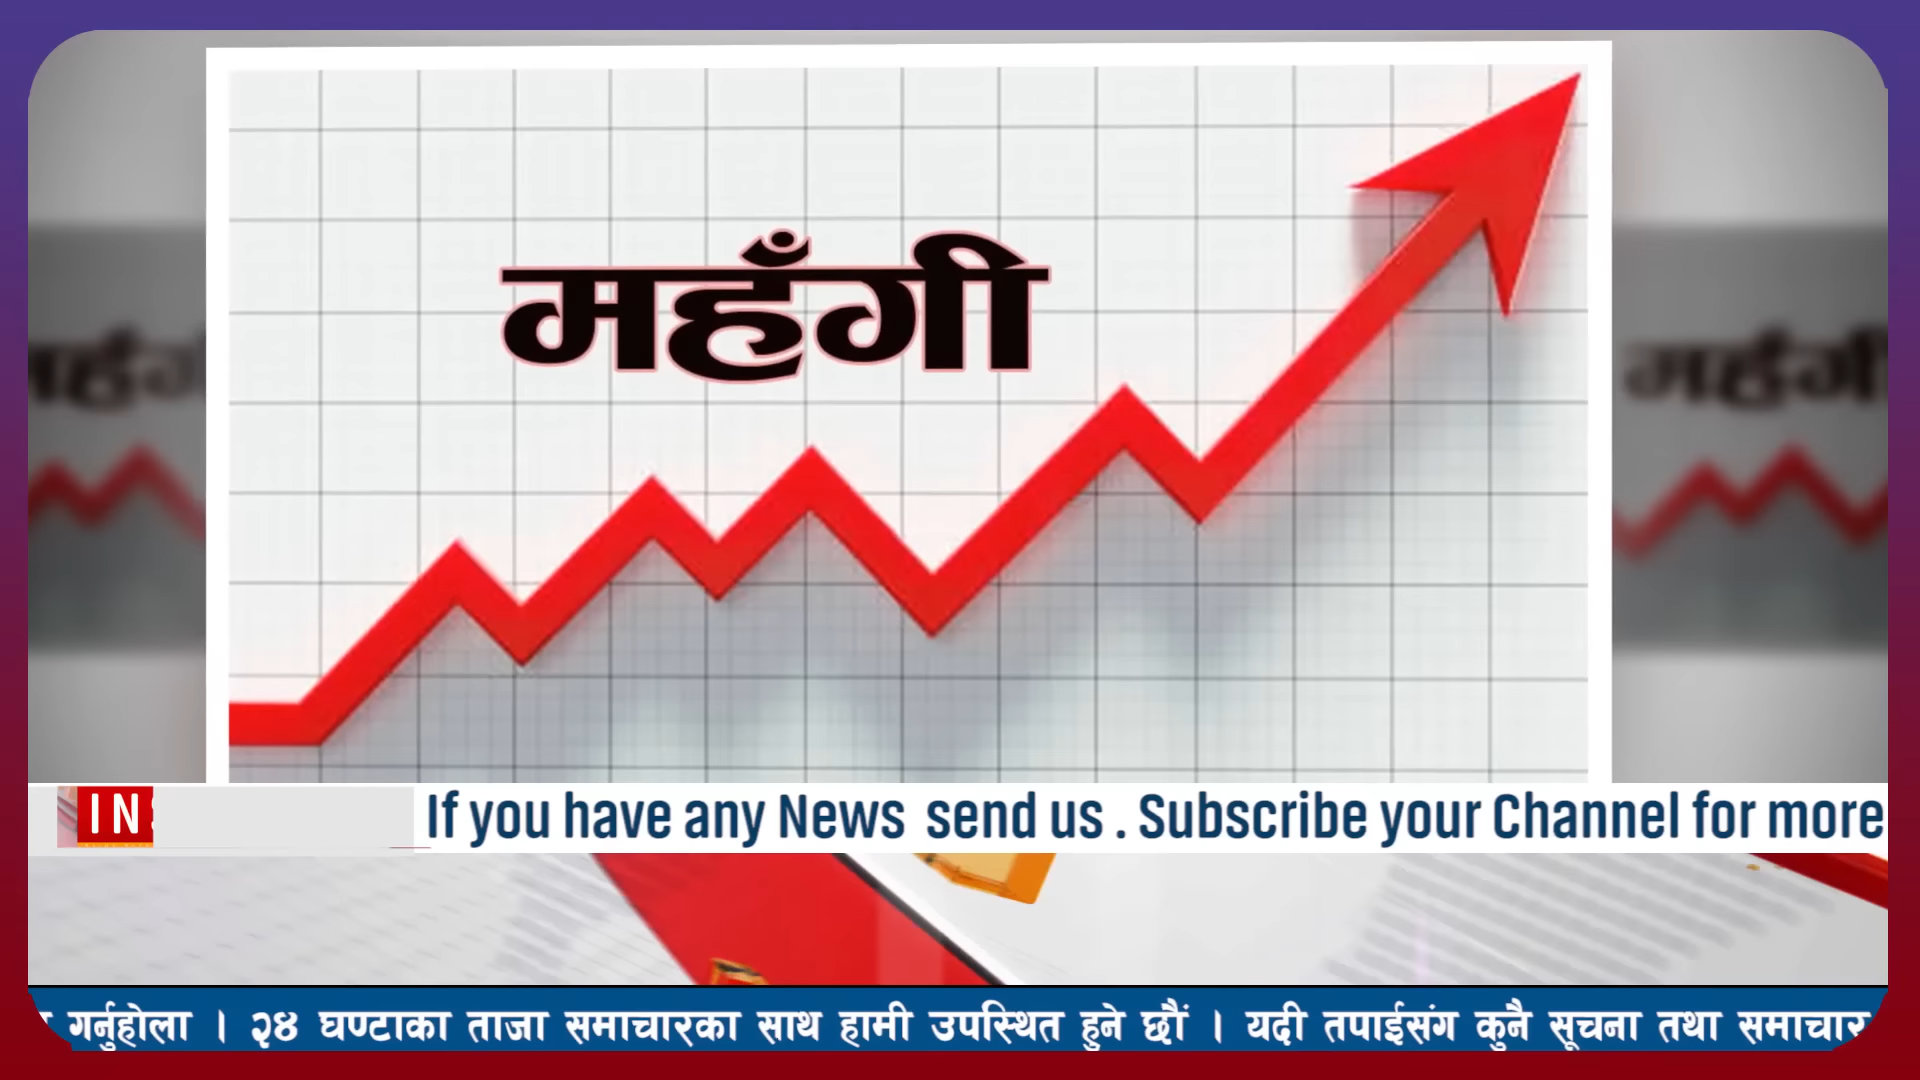 महँगी
IN
If you have any News send us . Subscribe your Channel for more
गर्नुहोला । २४ घण्टाका ताजा समाचारका साथ हामी उपस्थित हुने छौं । यदी तपाईसंग कुनै सूचना तथा समाचार